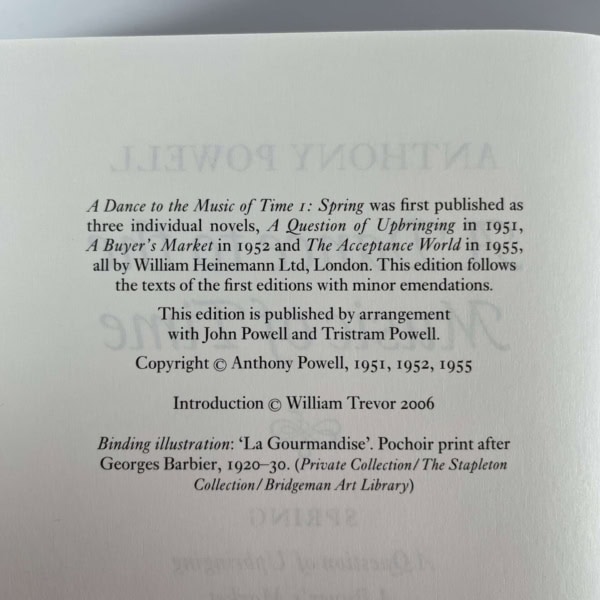 A Dance to the Music of Time 1: Spring was first published as
three individual novels, A Question of Upbringing in 1951,
A Buyer's Market in 1952 and The Acceptance World in 1955,
all by William Heinemann Ltd, London. This edition follows
the texts of the first editions with minor emendations.
This edition is published by arrangement
with John Powell and Tristram Powell.
Copyright © Anthony Powell, 1951, 1952, 1955
Introduction © William Trevor 2006
Binding illustration: 'La Gourmandise'. Pochoir print after
Georges Barbier, 1920–30. (Private Collection/The Stapleton
Collection/Bridgeman Art Library)